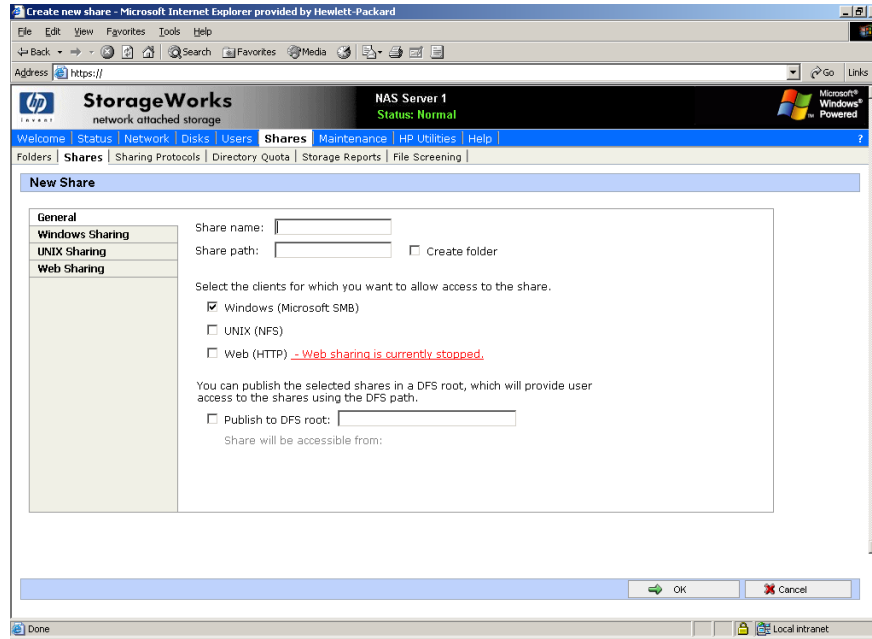 Create new share - Microsoft Internet Explorer provided by Hewlett-Packard
File Edit View Favorites Tools Help
Back Search Favorites Media
Address https:// Go Links
hp invent
StorageWorks
network attached storage
NAS Server 1
Status: Normal
Microsoft® Windows® Powered
Welcome | Status | Network | Disks | Users | Shares | Maintenance | HP Utilities | Help | ?
Folders | Shares | Sharing Protocols | Directory Quota | Storage Reports | File Screening |
New Share
General
Windows Sharing
UNIX Sharing
Web Sharing
Share name:
Share path: Create folder
Select the clients for which you want to allow access to the share.
Windows (Microsoft SMB)
UNIX (NFS)
Web (HTTP) - Web sharing is currently stopped.
You can publish the selected shares in a DFS root, which will provide user
access to the shares using the DFS path.
Publish to DFS root:
Share will be accessible from:
OK Cancel
Done Local intranet